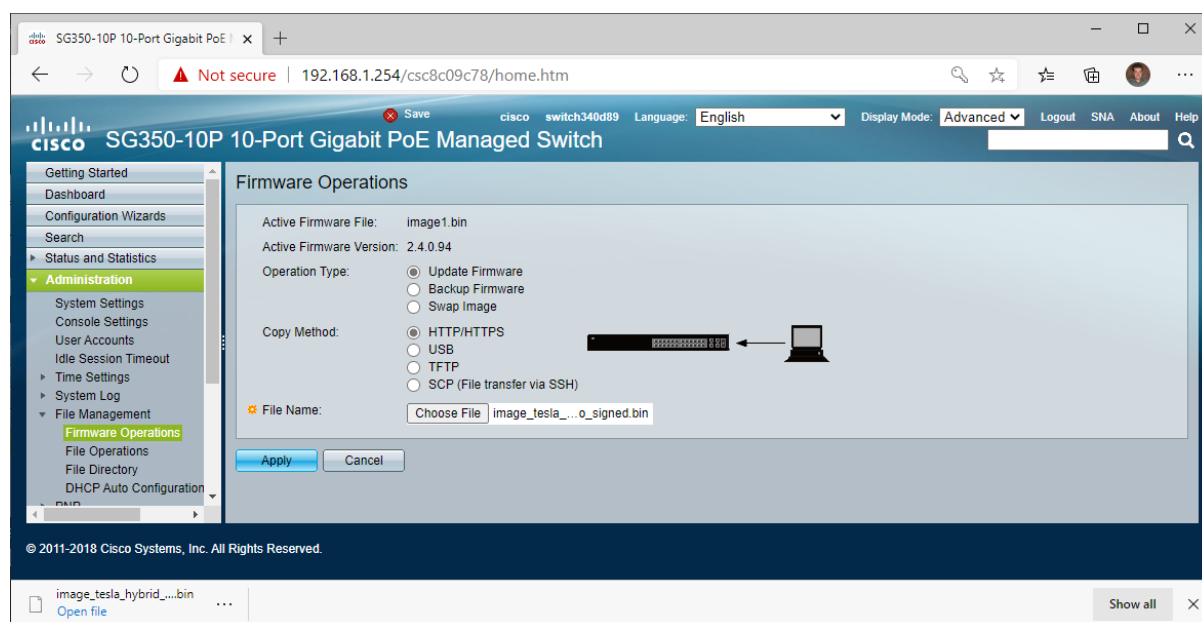 SG350-10P 10-Port Gigabit PoE
Not secure | 192.168.1.254/csc8c09c78/home.htm
Save cisco switch340d89 Language: English Display Mode: Advanced Logout SNA About Help
CISCO SG350-10P 10-Port Gigabit PoE Managed Switch
Getting Started
Dashboard
Configuration Wizards
Search
Status and Statistics
Administration
System Settings
Console Settings
User Accounts
Idle Session Timeout
Time Settings
System Log
File Management
Firmware Operations
File Operations
File Directory
DHCP Auto Configuration
PNP
Firmware Operations
Active Firmware File: image1.bin
Active Firmware Version: 2.4.0.94
Operation Type: Update Firmware
Backup Firmware
Swap Image
Copy Method: HTTP/HTTPS
USB
TFTP
SCP (File transfer via SSH)
File Name: Choose File image_tesla_...o_signed.bin
Apply Cancel
© 2011-2018 Cisco Systems, Inc. All Rights Reserved.
image_tesla_hybrid_....bin
Open file
Show all